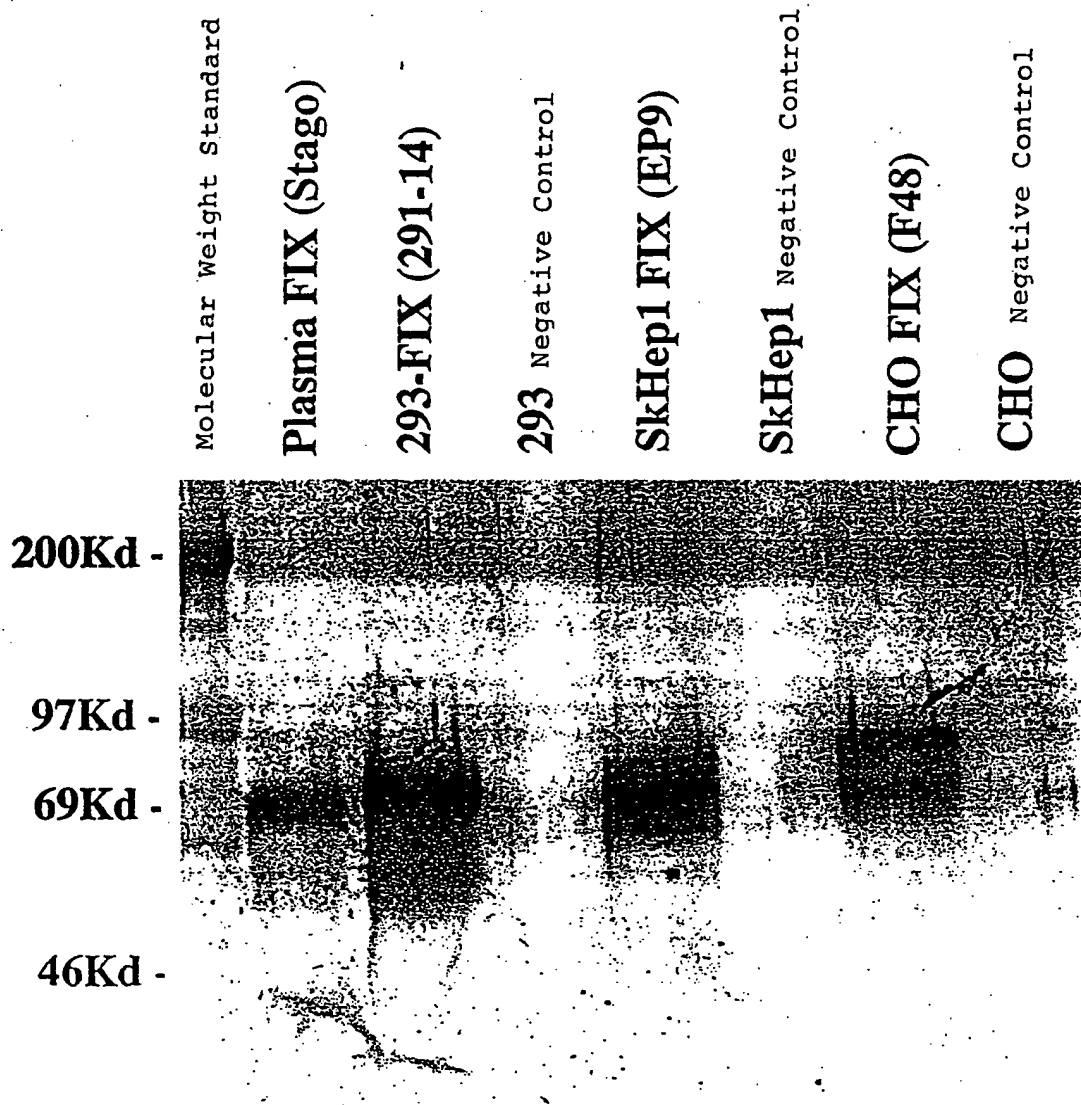 Molecular Weight Standard
Plasma FIX (Stago)
293-FIX (291-14)
293 Negative Control
SkHep1 FIX (EP9)
SkHep1 Negative Control
CHO FIX (F48)
CHO Negative Control
200Kd -
97Kd -
69Kd -
46Kd -